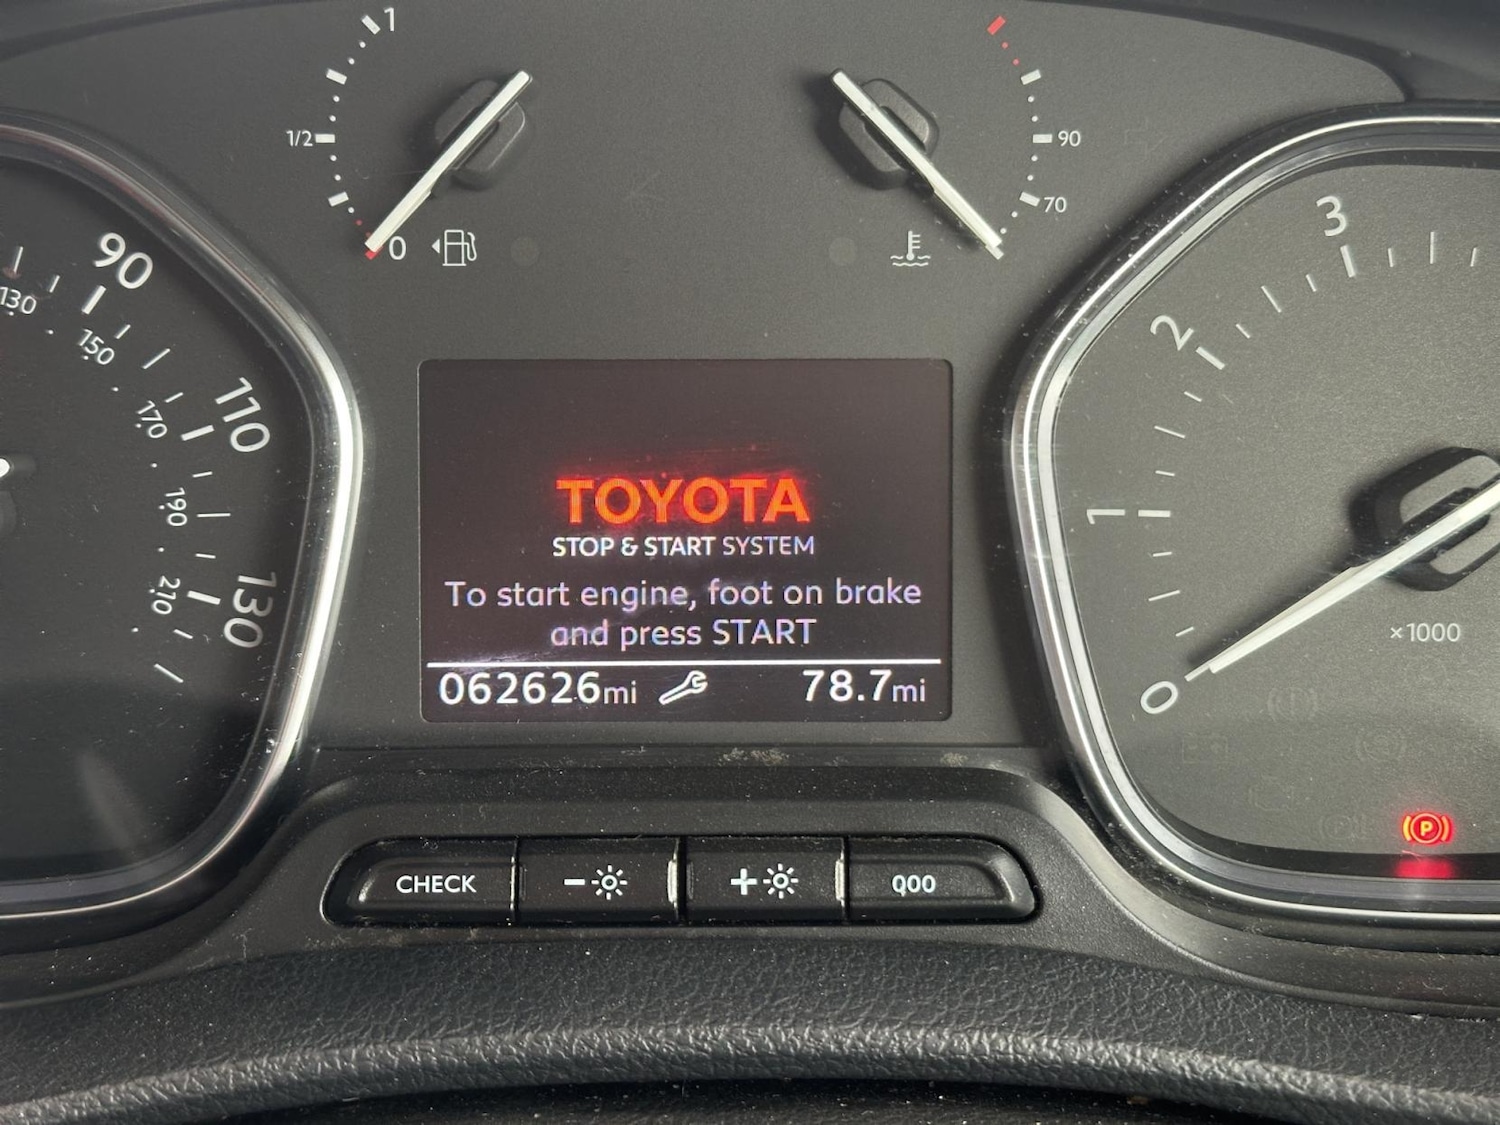 1
1/2
0
90
70
90
110
130
130
150
170
190
210
TOYOTA
STOP & START SYSTEM
To start engine, foot on brake
and press START
062626mi 78.7mi
3
2
1
0
×1000
P
CHECK - + 000